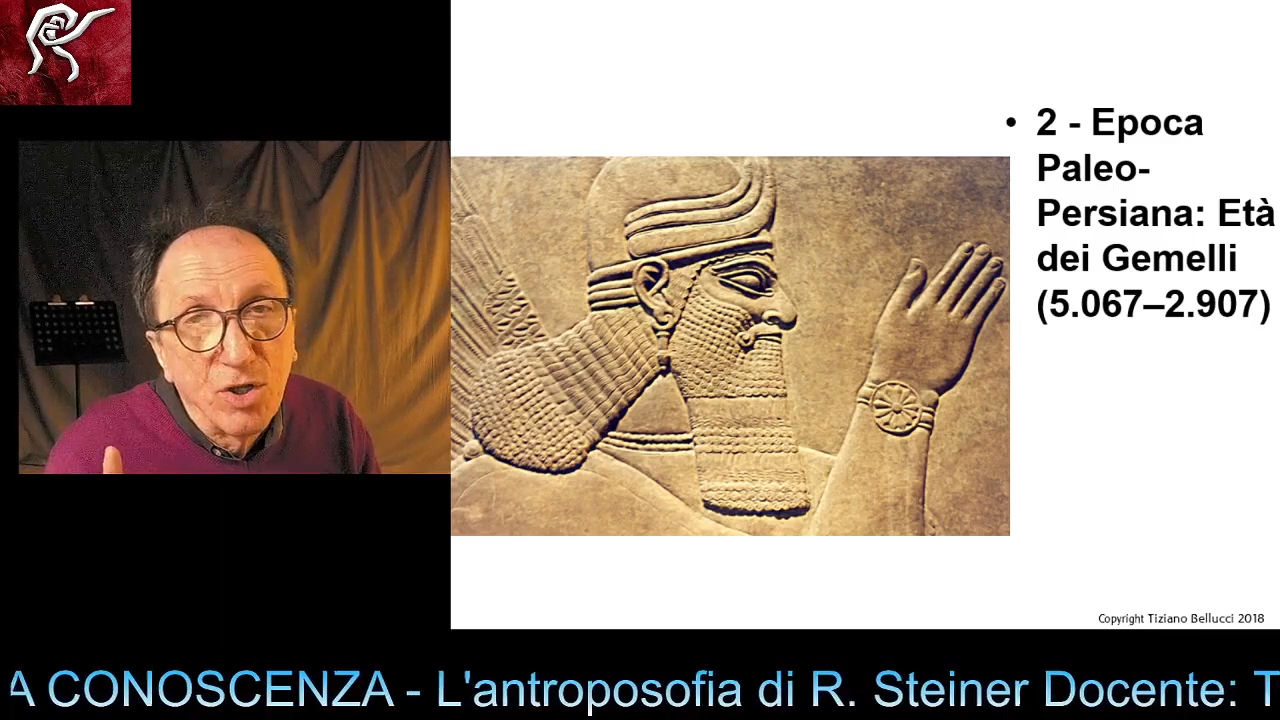 • 2 - Epoca
Paleo-
Persiana: Età
dei Gemelli
(5.067–2.907)
Copyright Tiziano Bellucci 2018
A CONOSCENZA - L'antroposofia di R. Steiner Docente: T